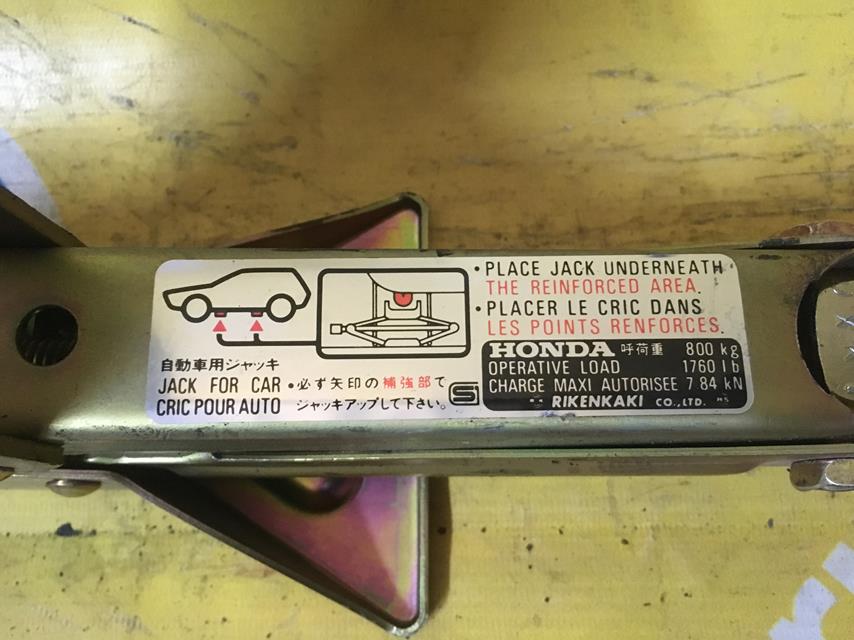 自動車用ジャッキ
JACK FOR CAR
CRIC POUR AUTO
•必ず矢印の補強部で
ジャッキアップして下さい。
•PLACE JACK UNDERNEATH
THE REINFORCED AREA.
•PLACER LE CRIC DANS
LES POINTS RENFORCES.
HONDA 呼荷重 800 kg
OPERATIVE LOAD 1760 lb
CHARGE MAXI AUTORISEE 7 84 kN
RIKENKAKI CO.,LTD.